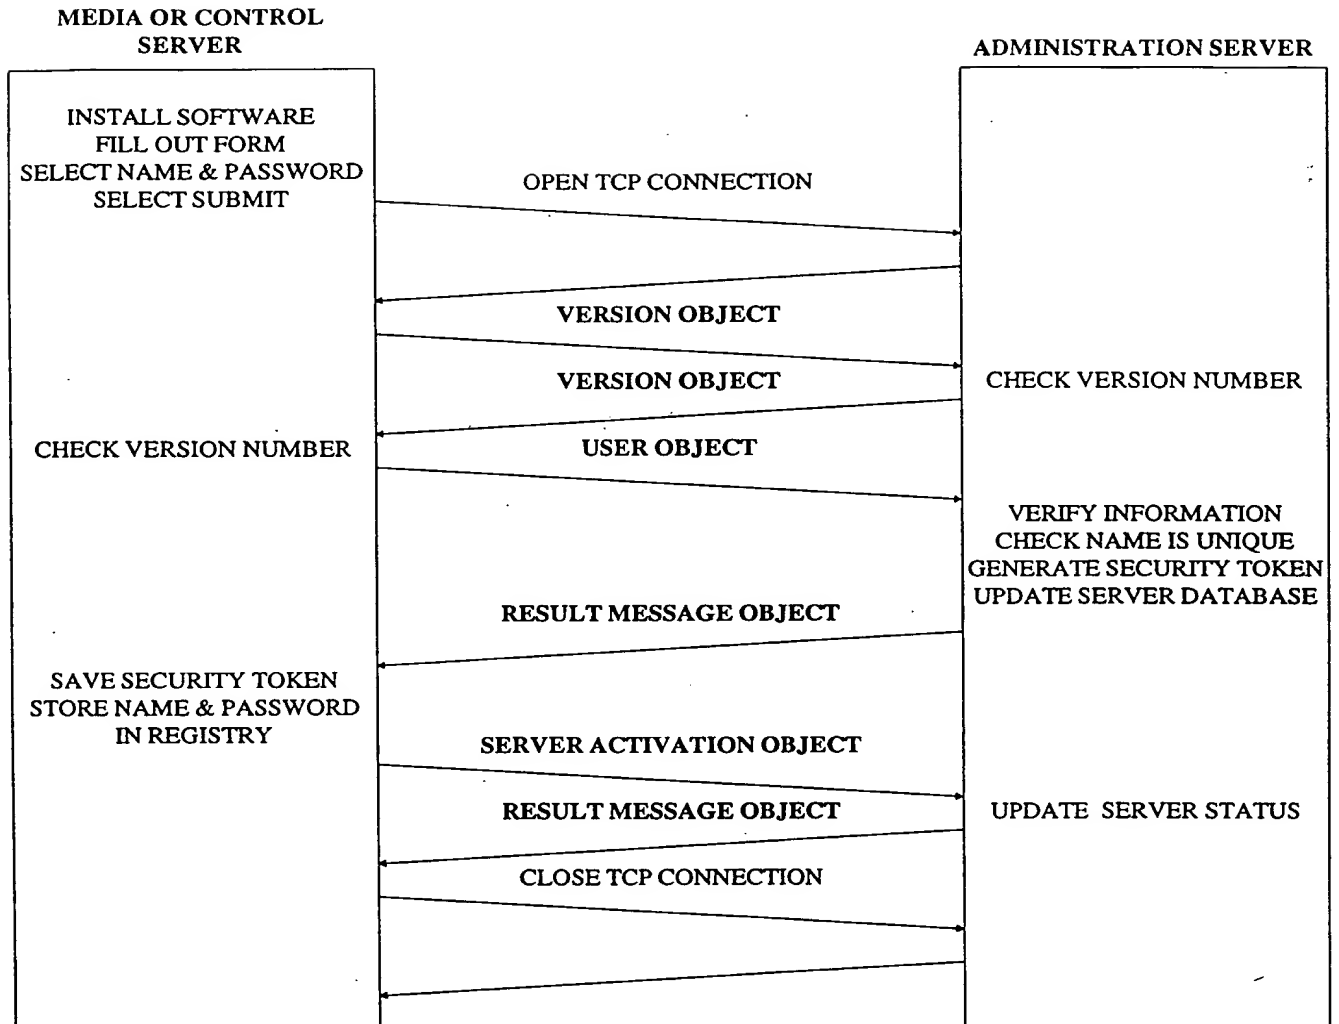 MEDIA OR CONTROL
SERVER
ADMINISTRATION SERVER
INSTALL SOFTWARE
FILL OUT FORM
SELECT NAME & PASSWORD
SELECT SUBMIT
OPEN TCP CONNECTION
VERSION OBJECT
VERSION OBJECT
CHECK VERSION NUMBER
CHECK VERSION NUMBER
USER OBJECT
VERIFY INFORMATION
CHECK NAME IS UNIQUE
GENERATE SECURITY TOKEN
UPDATE SERVER DATABASE
RESULT MESSAGE OBJECT
SAVE SECURITY TOKEN
STORE NAME & PASSWORD
IN REGISTRY
SERVER ACTIVATION OBJECT
RESULT MESSAGE OBJECT
UPDATE SERVER STATUS
CLOSE TCP CONNECTION